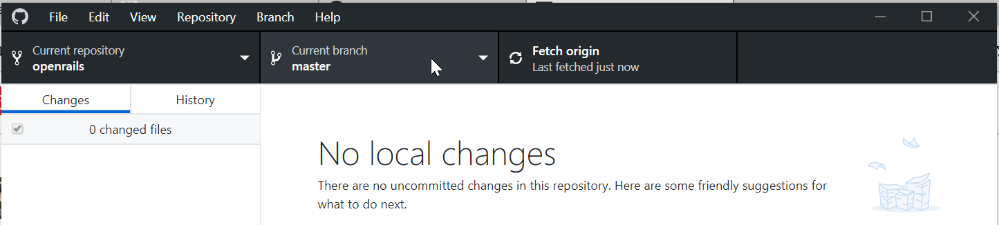 File Edit View Repository Branch Help
Current repository
openrails
Current branch
master
Fetch origin
Last fetched just now
Changes
History
0 changed files
No local changes
There are no uncommitted changes in this repository. Here are some friendly suggestions for
what to do next.